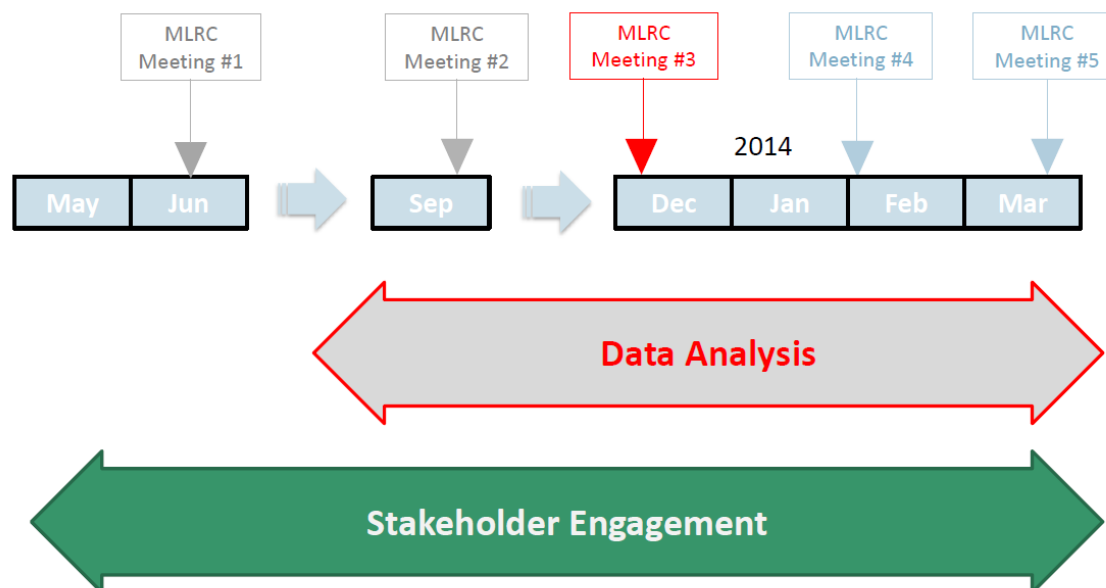 MLRC
Meeting #1
MLRC
Meeting #2
MLRC
Meeting #3
MLRC
Meeting #4
MLRC
Meeting #5
2014
May
Jun
Sep
Dec
Jan
Feb
Mar
Data Analysis
Stakeholder Engagement